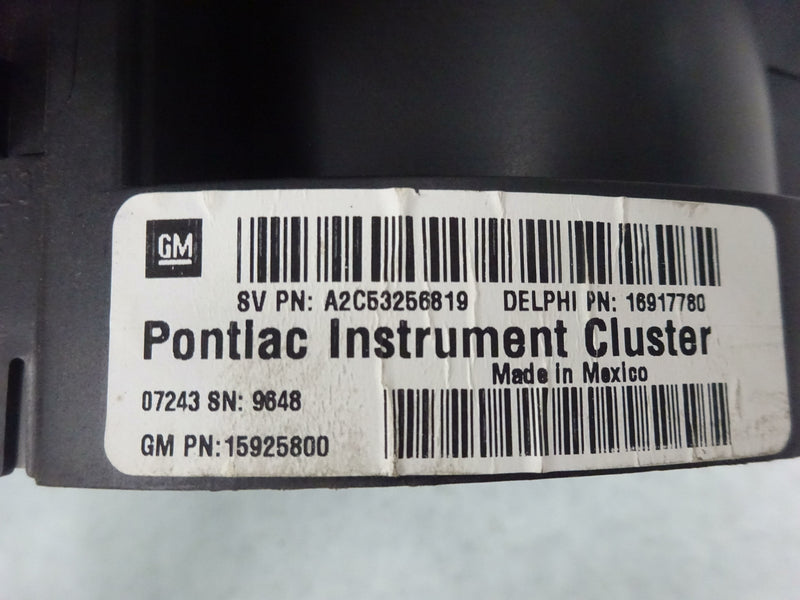 GM
SV PN: A2C53256819 DELPHI PN: 16917780
Pontiac Instrument Cluster
Made in Mexico
07243 SN: 9648
GM PN:15925800